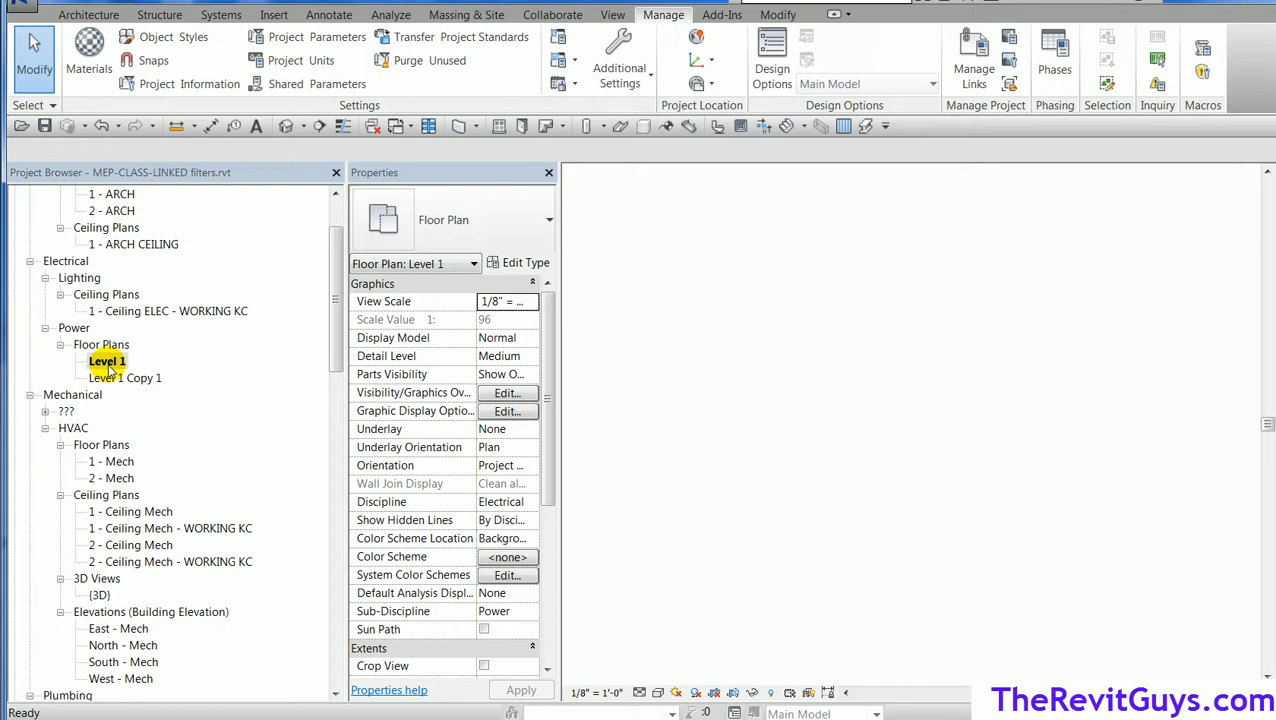 Architecture Structure Systems Insert Annotate Analyze Massing & Site Collaborate View Manage Add-Ins Modify
Modify
Materials
Object Styles
Snaps
Project Information
Project Parameters
Project Units
Shared Parameters
Transfer Project Standards
Purge Unused
Additional
Settings
Design
Options
Main Model
Manage
Links
Phases
Select Settings Project Location Design Options Manage Project Phasing Selection Inquiry Macros
Project Browser - MEP-CLASS-LINKED filters.rvt
1 - ARCH
2 - ARCH
Ceiling Plans
1 - ARCH CEILING
Electrical
Lighting
Ceiling Plans
1 - Ceiling ELEC - WORKING KC
Power
Floor Plans
Level 1
Level 1 Copy 1
Mechanical
???
HVAC
Floor Plans
1 - Mech
2 - Mech
Ceiling Plans
1 - Ceiling Mech
1 - Ceiling Mech - WORKING KC
2 - Ceiling Mech
2 - Ceiling Mech - WORKING KC
3D Views
{3D}
Elevations (Building Elevation)
East - Mech
North - Mech
South - Mech
West - Mech
Plumbing
Properties
Floor Plan
Floor Plan: Level 1 Edit Type
Graphics
View Scale 1/8" = ...
Scale Value 1: 96
Display Model Normal
Detail Level Medium
Parts Visibility Show O...
Visibility/Graphics Ov... Edit...
Graphic Display Optio... Edit...
Underlay None
Underlay Orientation Plan
Orientation Project ...
Wall Join Display Clean al...
Discipline Electrical
Show Hidden Lines By Disci...
Color Scheme Location Backgro...
Color Scheme <none>
System Color Schemes Edit...
Default Analysis Displ... None
Sub-Discipline Power
Sun Path
Extents
Crop View
Properties help Apply
1/8" = 1'-0"
Ready
:0
Main Model
TheRevitGuys.com